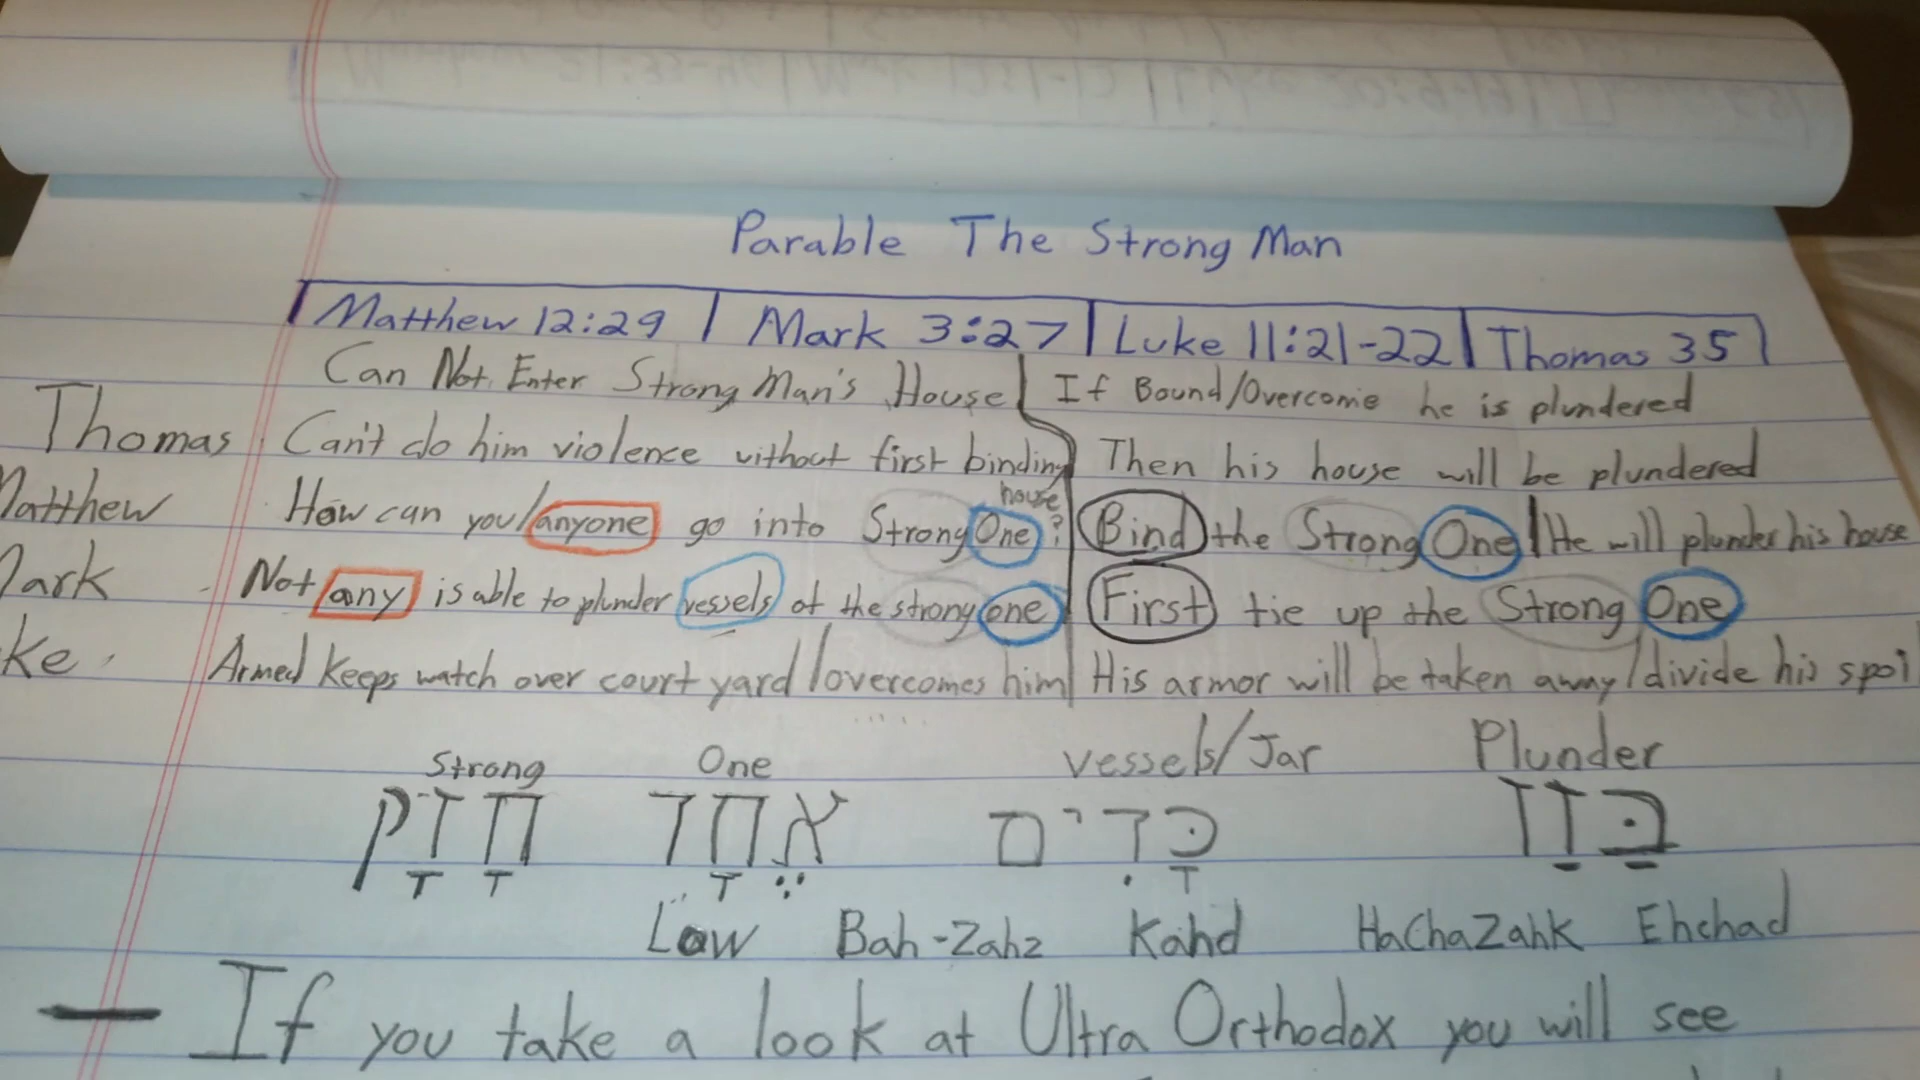 Parable The Strong Man
Matthew 12:29 | Mark 3:27 | Luke 11:21-22 | Thomas 35
Can Not Enter Strong Man's House | If Bound/Overcome he is plundered
Thomas Can't do him violence without first binding | Then his house will be plundered
house
Matthew How can you/anyone go into Strong One? | Bind the Strong One | He will plunder his house
Mark Not any is able to plunder vessels of the strong one | First tie up the Strong One
ke Armed keeps watch over court yard/overcomes him | His armor will be taken away/divide his spoil
Strong One vessels/Jar Plunder
חָזָק אֱחָד כָּדִים בַּזַז
Law Bah-Zahz Kahd HaChaZahk Ehchad
— If you take a look at Ultra Orthodox you will see